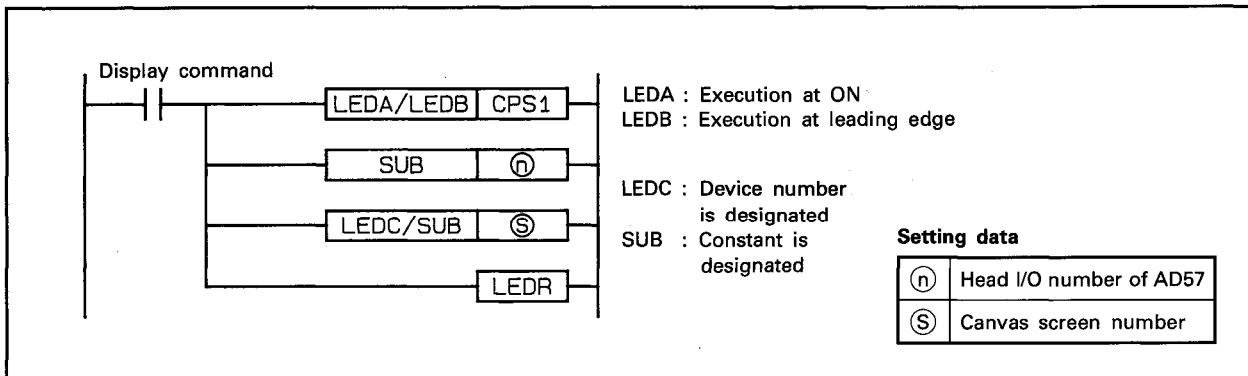 Display command
LEDA/LEDB CPS1
SUB ⓝ
LEDC/SUB Ⓢ
LEDR
LEDA : Execution at ON
LEDB : Execution at leading edge
LEDC : Device number
is designated
SUB : Constant is
designated
Setting data
ⓝ Head I/O number of AD57
Ⓢ Canvas screen number